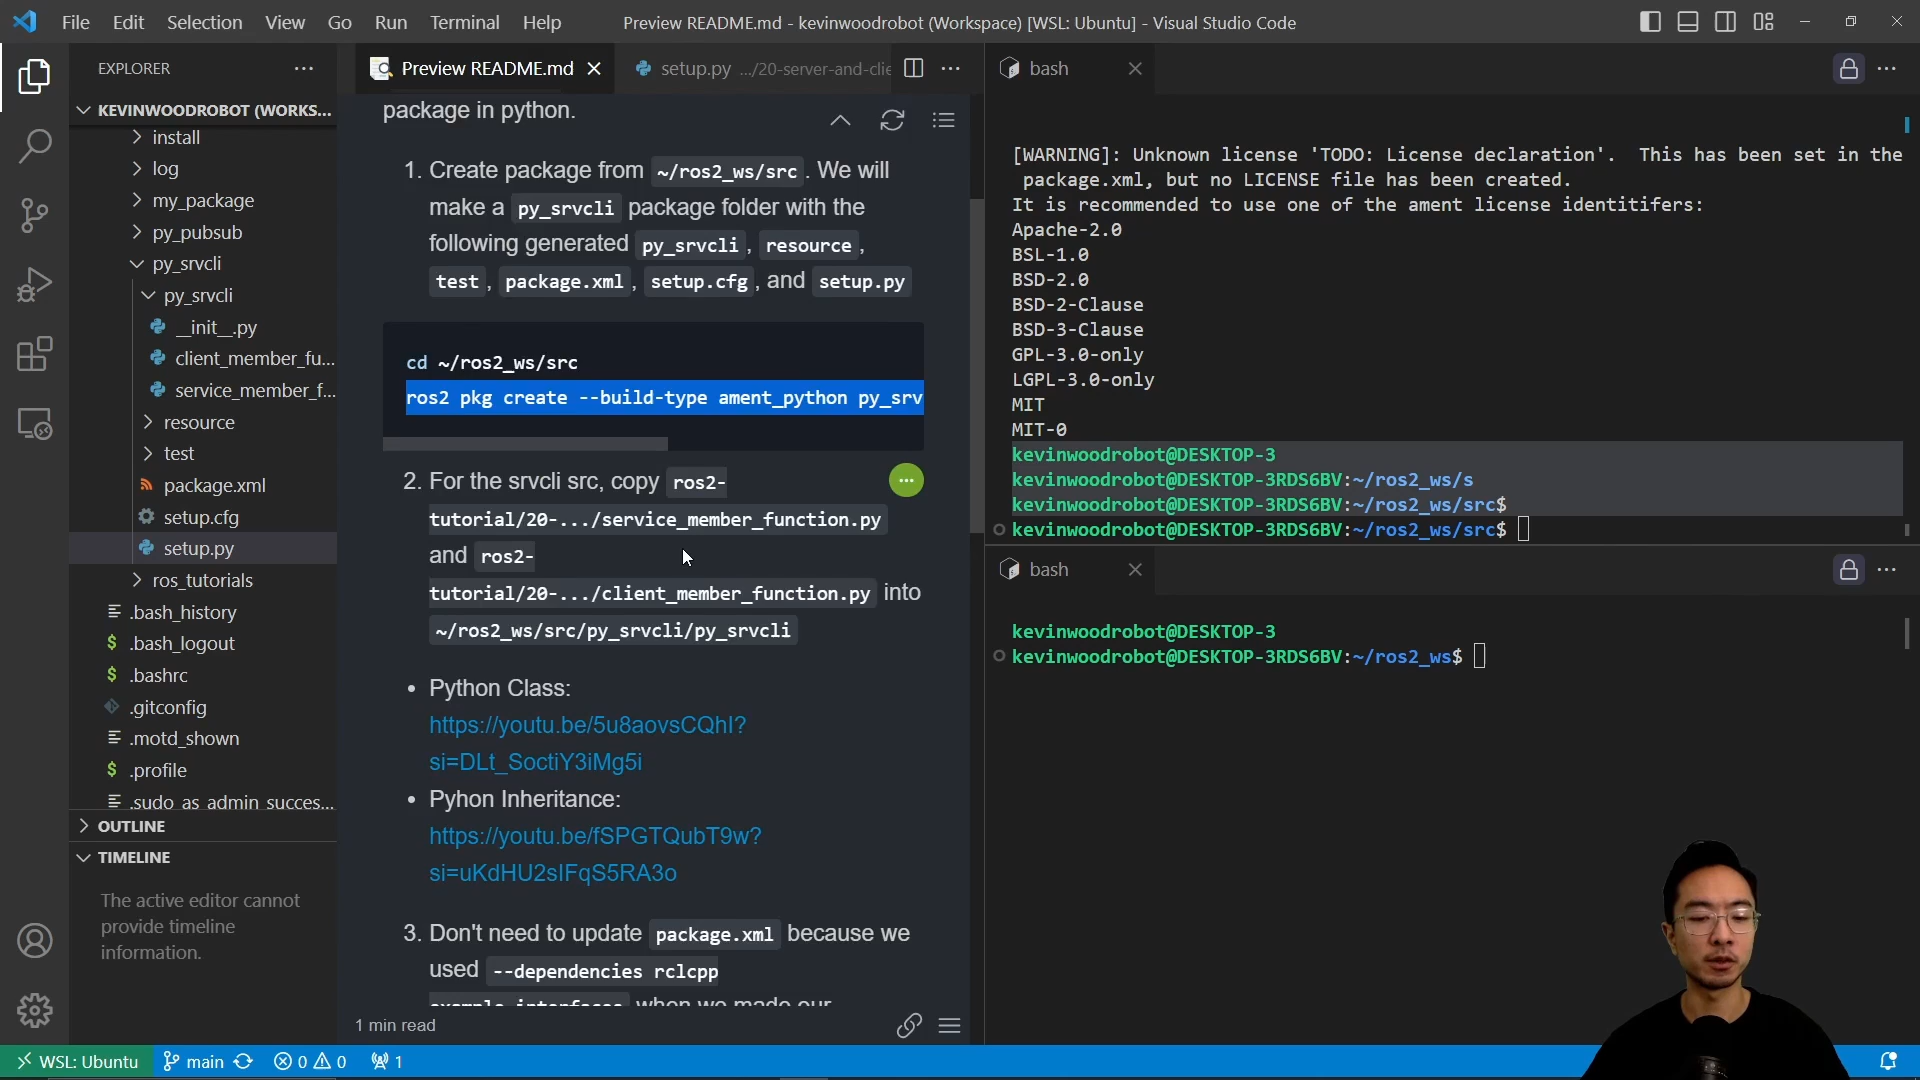 File Edit Selection View Go Run Terminal Help
Preview README.md - kevinwoodrobot (Workspace) [WSL: Ubuntu] - Visual Studio Code
EXPLORER
KEVINWOODROBOT (WORKS...
install
log
my_package
py_pubsub
py_srvcli
py_srvcli
__init__.py
client_member_fu...
service_member_f...
resource
test
package.xml
setup.cfg
setup.py
ros_tutorials
.bash_history
.bash_logout
.bashrc
.gitconfig
.motd_shown
.profile
.sudo_as_admin_succes...
OUTLINE
TIMELINE
The active editor cannot
provide timeline
information.
Preview README.md
setup.py .../20-server-and-clie
package in python.
1. Create package from ~/ros2_ws/src . We will
make a py_srvcli package folder with the
following generated py_srvcli , resource ,
test , package.xml , setup.cfg , and setup.py
cd ~/ros2_ws/src
ros2 pkg create --build-type ament_python py_srv
2. For the srvcli src, copy ros2-
tutorial/20-.../service_member_function.py
and ros2-
tutorial/20-.../client_member_function.py into
~/ros2_ws/src/py_srvcli/py_srvcli
• Python Class:
https://youtu.be/5u8aovsCQhI?
si=DLt_SoctiY3iMg5i
• Pyhon Inheritance:
https://youtu.be/fSPGTQubT9w?
si=uKdHU2sIFqS5RA3o
3. Don't need to update package.xml because we
used --dependencies rclcpp
example_interfaces when we made our
1 min read
bash
[WARNING]: Unknown license 'TODO: License declaration'. This has been set in the
package.xml, but no LICENSE file has been created.
It is recommended to use one of the ament license identitifers:
Apache-2.0
BSL-1.0
BSD-2.0
BSD-2-Clause
BSD-3-Clause
GPL-3.0-only
LGPL-3.0-only
MIT
MIT-0
kevinwoodrobot@DESKTOP-3
kevinwoodrobot@DESKTOP-3RDS6BV:~/ros2_ws/s
kevinwoodrobot@DESKTOP-3RDS6BV:~/ros2_ws/src$
kevinwoodrobot@DESKTOP-3RDS6BV:~/ros2_ws/src$
bash
kevinwoodrobot@DESKTOP-3
kevinwoodrobot@DESKTOP-3RDS6BV:~/ros2_ws$
WSL: Ubuntu main 0 0 1